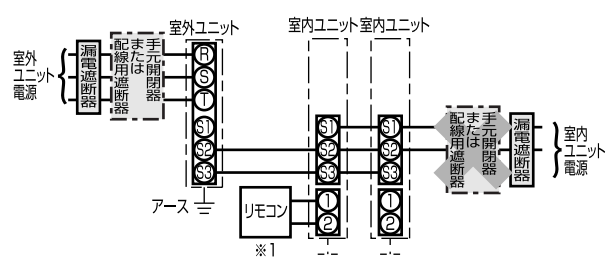 室外
ユニット
電源
漏電遮断器
手元開閉器
または
配線用遮断器
室外ユニット
R
S
T
S1
S2
S3
アース
リモコン
※1
室内ユニット
S1
S2
S3
1
2
室内ユニット
S1
S2
S3
1
2
手元開閉器
または
配線用遮断器
漏電遮断器
室内
ユニット
電源